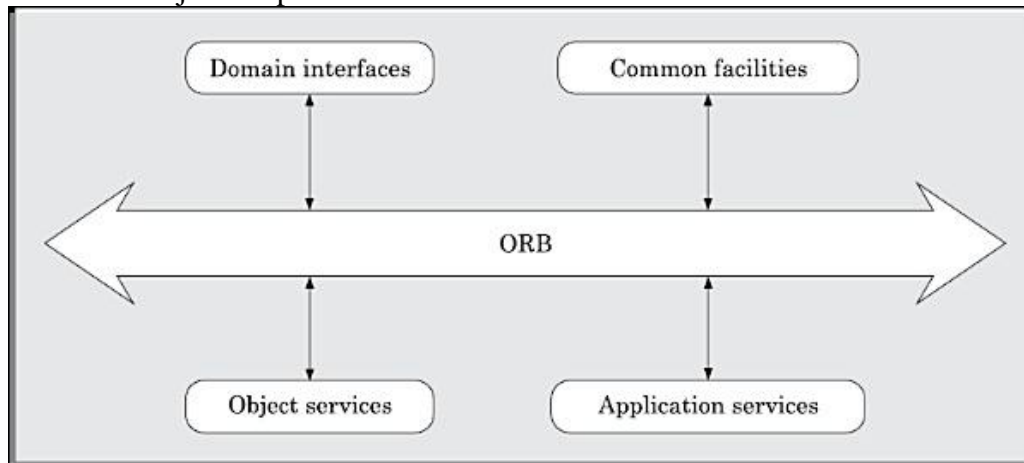 Domain interfaces
Common facilities
ORB
Object services
Application services